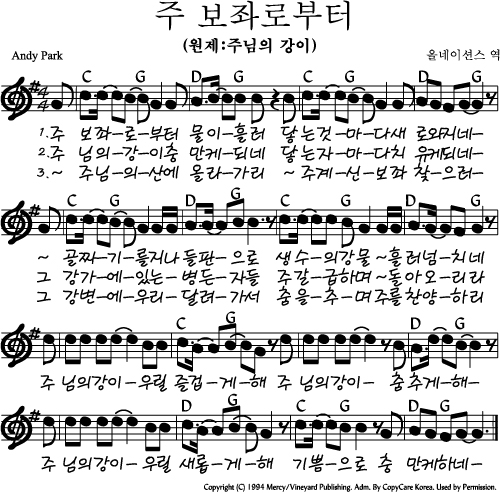 주 보좌로부터
(원제:주님의 강이)
Andy Park 올네이션스 역
C G D G C G D G
1.주 보좌-로-부터 물이-흘러 닿는것-마-다새 로와지네-
2.주 님의-강-이충 만케-되네 닿는자-마-다치 유케되네-
3.~ 주님-의-산에 올라-가리 ~주계-신-보좌 찾-으러-
C G D G C G D G
~ 골짜-기-를지나 들판-으로 생수-의강물 ~흘러넘-치네
그 강가-에-있는- 병든-자들 주갈-급하며 ~돌아오-리라
그 강변-에-우리- 달려-가서 춤을-추-며주를 찬양-하리
C G D G
주 님의강이-우릴 즐겁-게-해 주 님의강이- 춤추게-해-
C G D G
주 님의강이-우릴 새롭-게-해 기쁨-으로 충 만케하네-
Copyright (C) 1994 Mercy/Vineyard Publishing. Adm. By CopyCare Korea. Used by Permission.